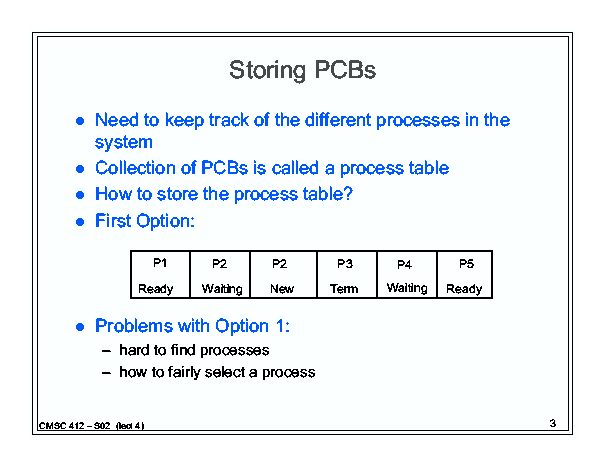 Storing PCBs
● Need to keep track of the different processes in the
system
● Collection of PCBs is called a process table
● How to store the process table?
● First Option:
P1 P2 P2 P3 P4 P5
Ready Waiting New Term Waiting Ready
● Problems with Option 1:
– hard to find processes
– how to fairly select a process
CMSC 412 – S02 (lect 4) 3